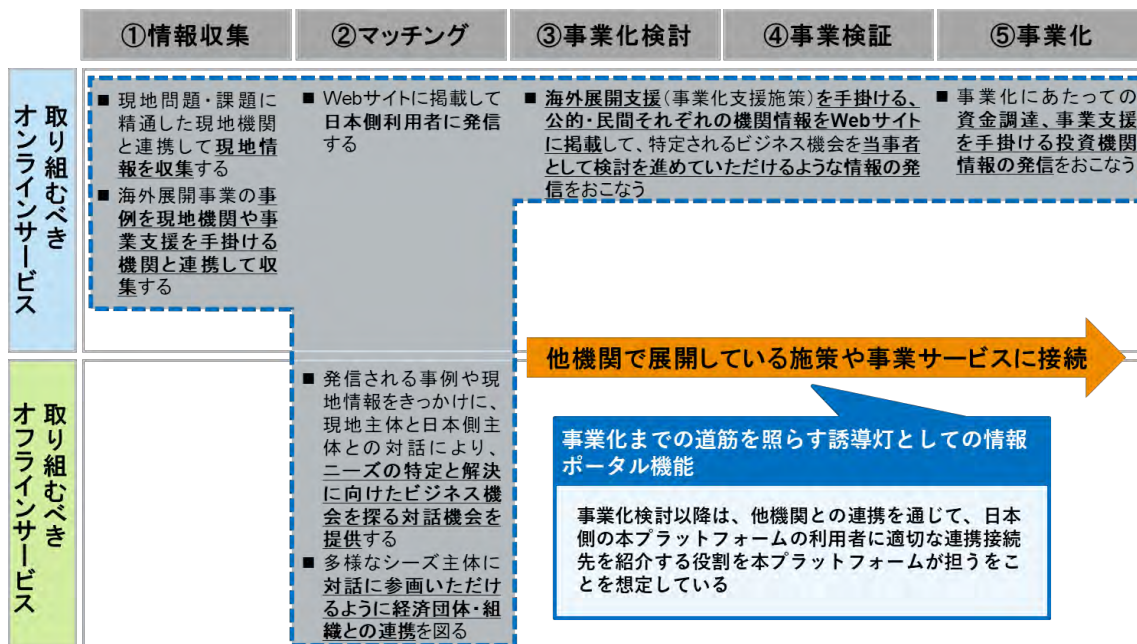 ①情報収集
②マッチング
③事業化検討
④事業検証
⑤事業化
取り組むべき
オンラインサービス
■ 現地問題・課題に
精通した現地機関
と連携して現地情
報を収集する
■ 海外展開事業の事
例を現地機関や事
業支援を手掛ける
機関と連携して収
集する
■ Webサイトに掲載して
日本側利用者に発信
する
■ 海外展開支援(事業化支援施策)を手掛ける、
公的・民間それぞれの機関情報をWebサイト
に掲載して、特定されるビジネス機会を当事者
として検討を進めていただけるような情報の発
信をおこなう
■ 事業化にあたっての
資金調達、事業支援
を手掛ける投資機関
情報の発信をおこなう
他機関で展開している施策や事業サービスに接続
取り組むべき
オフラインサービス
■ 発信される事例や現
地情報をきっかけに、
現地主体と日本側主
体との対話により、
ニーズの特定と解決
に向けたビジネス機
会を探る対話機会を
提供する
■ 多様なシーズ主体に
対話に参画いただけ
るように経済団体・組
織との連携を図る
事業化までの道筋を照らす誘導灯としての情報
ポータル機能
事業化検討以降は、他機関との連携を通じて、日本
側の本プラットフォームの利用者に適切な連携接続
先を紹介する役割を本プラットフォームが担うをこ
とを想定している